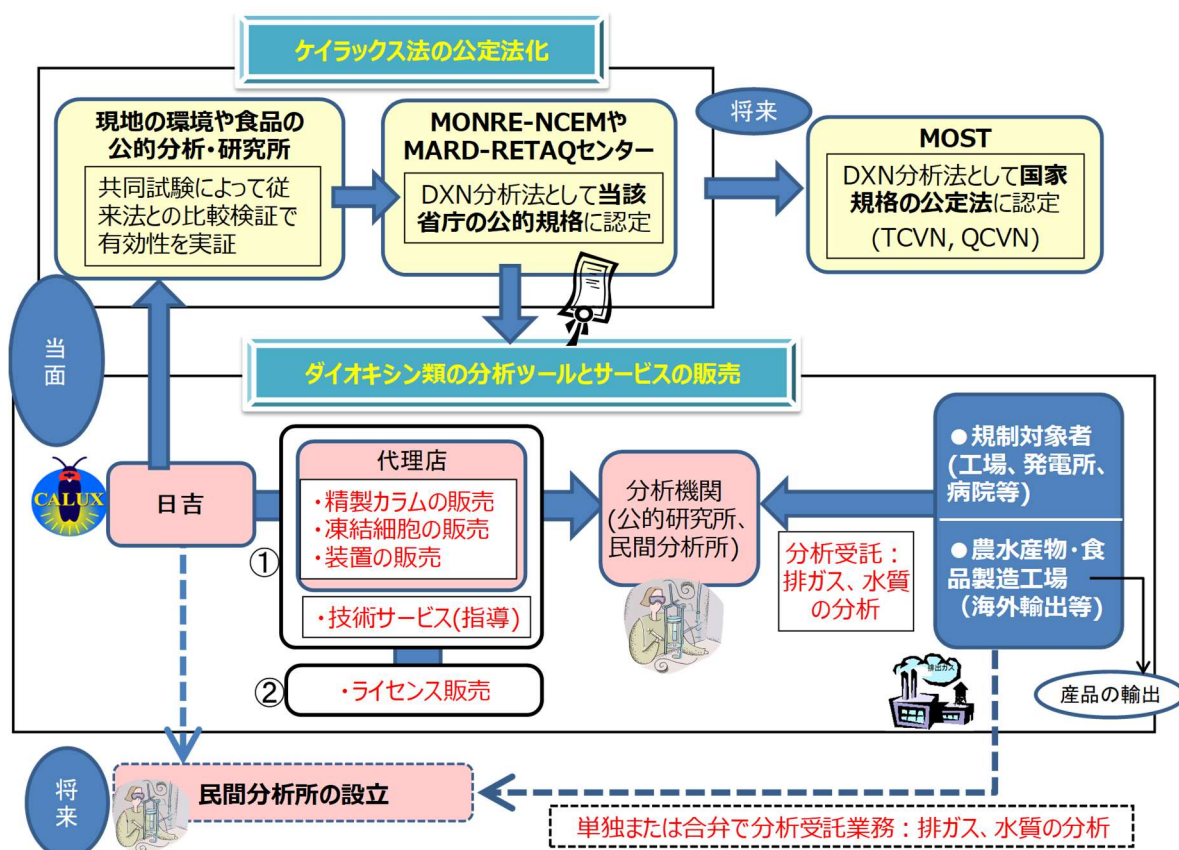 ケイラックス法の公定法化
現地の環境や食品の
公的分析・研究所
共同試験によって従
来法との比較検証で
有効性を実証
MONRE-NCEMや
MARD-RETAQセンター
DXN分析法として当該
省庁の公的規格に認定
将来
MOST
DXN分析法として国家
規格の公定法に認定
(TCVN, QCVN)
当面
ダイオキシン類の分析ツールとサービスの販売
CALUX
日吉
①
代理店
・精製カラムの販売
・凍結細胞の販売
・装置の販売
・技術サービス(指導)
②
・ライセンス販売
分析機関
(公的研究所、
民間分析所)
分析受託：
排ガス、水質
の分析
●規制対象者
(工場、発電所、
病院等)
●農水産物・食
品製造工場
（海外輸出等)
排出ガス
産品の輸出
将来
民間分析所の設立
単独または合弁で分析受託業務：排ガス、水質の分析